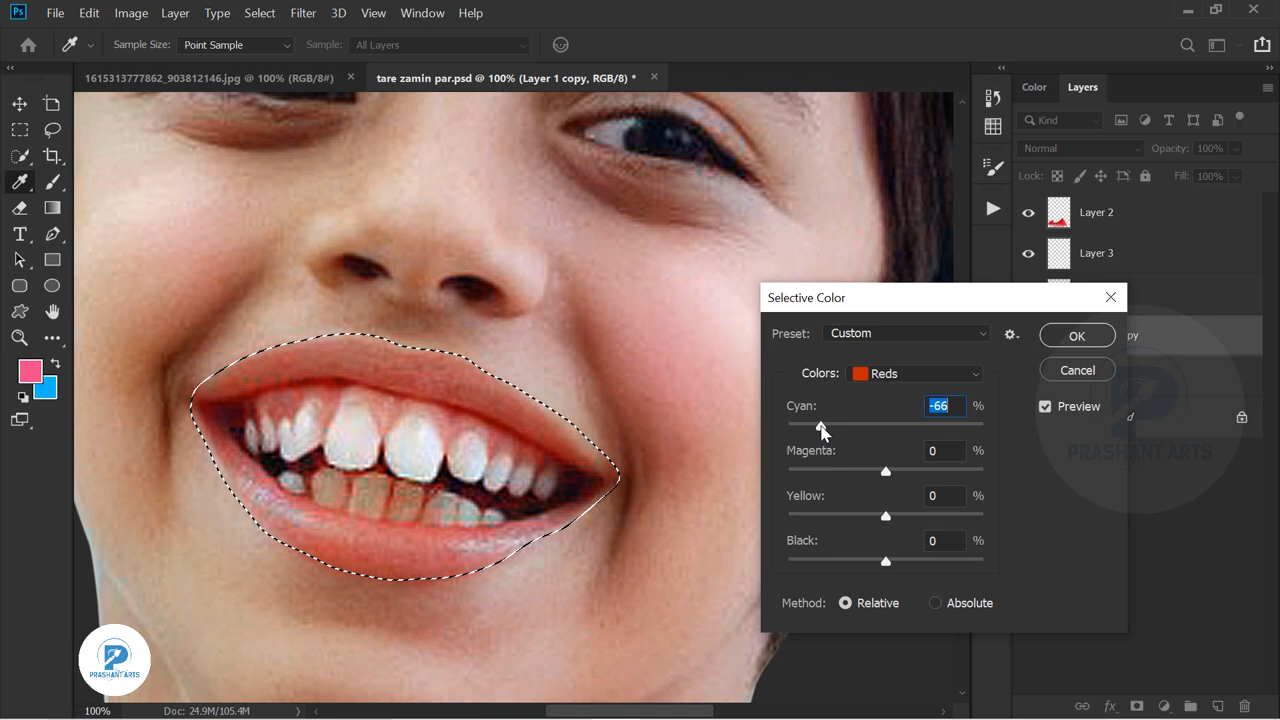 Ps File Edit Image Layer Type Select Filter 3D View Window Help
Sample Size: Point Sample Sample: All Layers
1615313777862_903812146.jpg @ 100% (RGB/8#) × tare zamin par.psd @ 100% (Layer 1 copy, RGB/8) * ×
Color Layers
Kind
Normal Opacity: 100%
Lock: Fill: 100%
Layer 2
Layer 3
Selective Color
Preset: Custom OK
py
Colors: Reds Cancel
Cyan: -66 % Preview
d
PRASHANT ARTS
Magenta: 0 %
Yellow: 0 %
Black: 0 %
Method: Relative Absolute
PRASHANT ARTS
100% Doc: 24.9M/105.4M